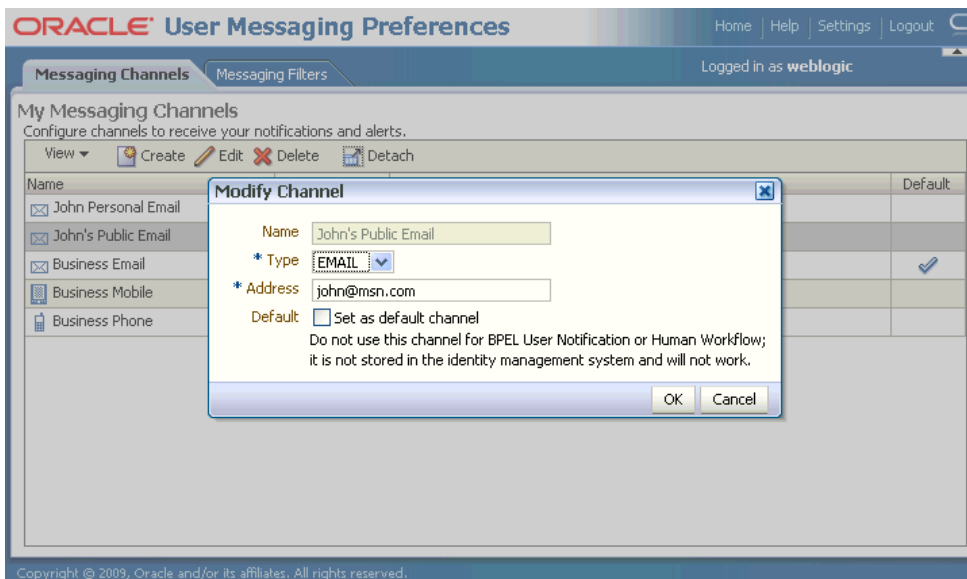 ORACLE User Messaging Preferences
Home Help Settings Logout
Messaging Channels Messaging Filters
Logged in as weblogic
My Messaging Channels
Configure channels to receive your notifications and alerts.
View Create Edit Delete Detach
Name Default
John Personal Email
John's Public Email
Business Email
Business Mobile
Business Phone
Modify Channel
Name John's Public Email
* Type EMAIL
* Address john@msn.com
Default Set as default channel
Do not use this channel for BPEL User Notification or Human Workflow;
it is not stored in the identity management system and will not work.
OK Cancel
Copyright © 2009, Oracle and/or its affiliates. All rights reserved.